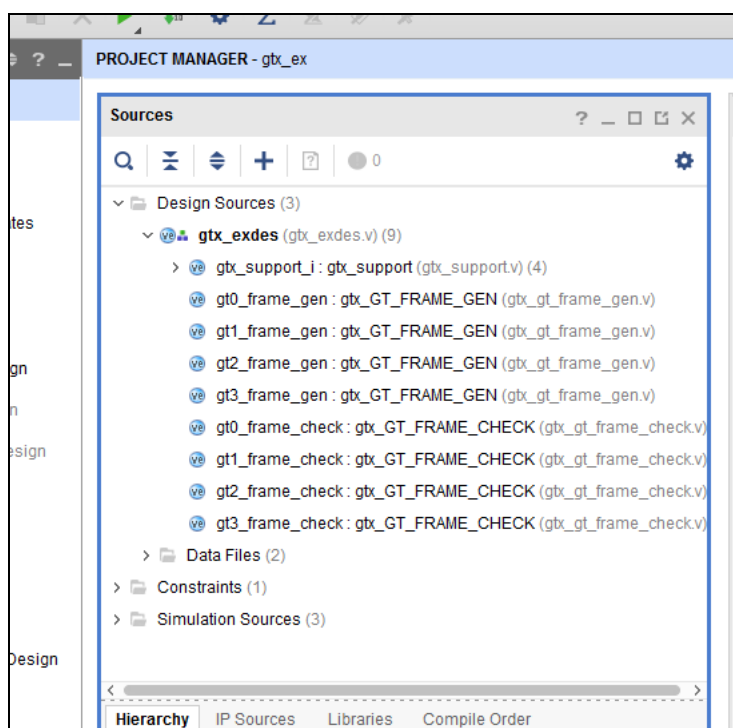 PROJECT MANAGER - gtx_ex
Sources
0
Design Sources (3)
gtx_exdes (gtx_exdes.v) (9)
gtx_support_i : gtx_support (gtx_support.v) (4)
gt0_frame_gen : gtx_GT_FRAME_GEN (gtx_gt_frame_gen.v)
gt1_frame_gen : gtx_GT_FRAME_GEN (gtx_gt_frame_gen.v)
gt2_frame_gen : gtx_GT_FRAME_GEN (gtx_gt_frame_gen.v)
gt3_frame_gen : gtx_GT_FRAME_GEN (gtx_gt_frame_gen.v)
gt0_frame_check : gtx_GT_FRAME_CHECK (gtx_gt_frame_check.v)
gt1_frame_check : gtx_GT_FRAME_CHECK (gtx_gt_frame_check.v)
gt2_frame_check : gtx_GT_FRAME_CHECK (gtx_gt_frame_check.v)
gt3_frame_check : gtx_GT_FRAME_CHECK (gtx_gt_frame_check.v)
Data Files (2)
Constraints (1)
Simulation Sources (3)
Hierarchy IP Sources Libraries Compile Order
tes
gn
n
esign
Design